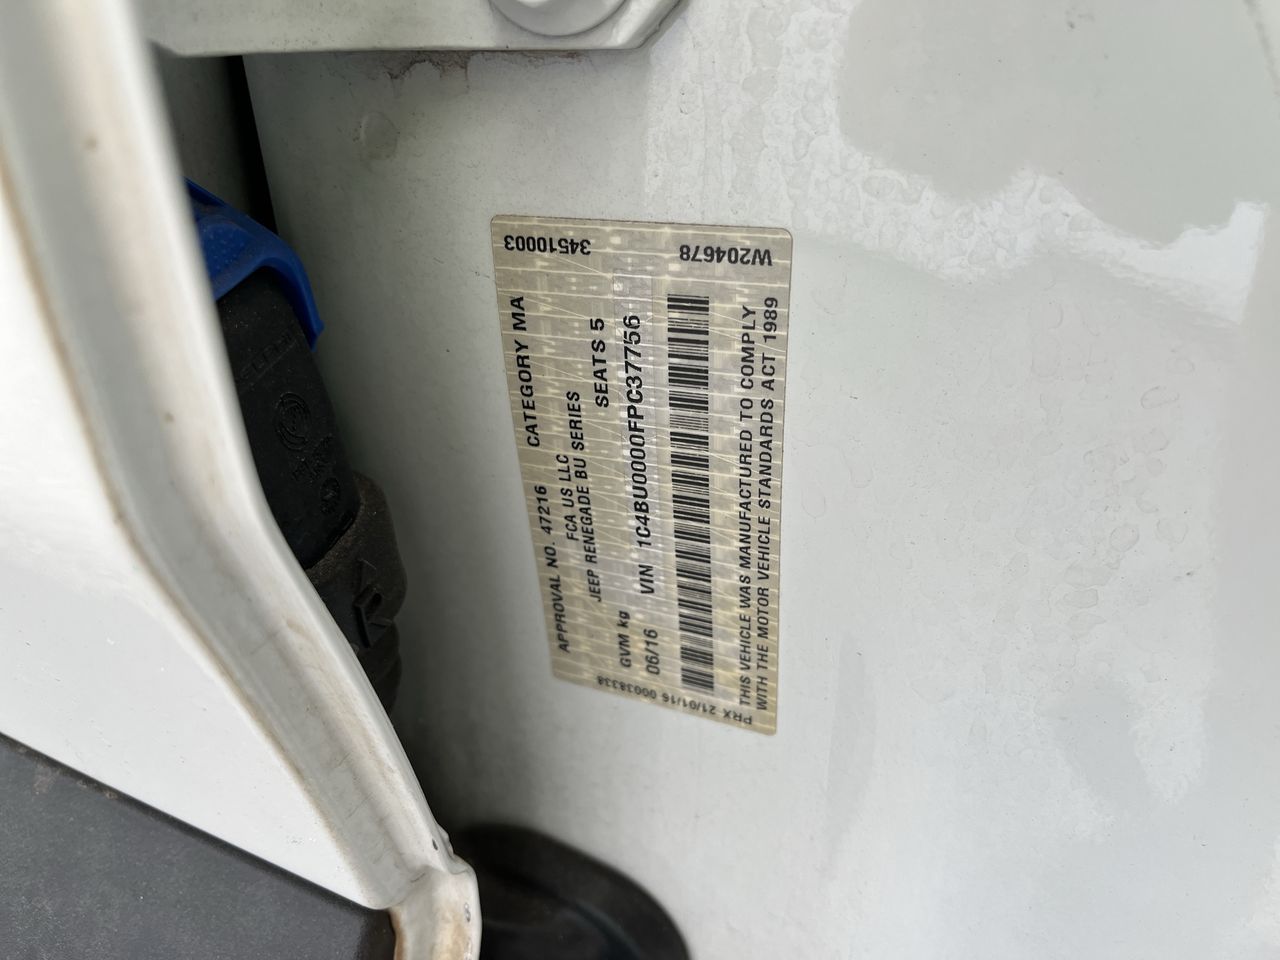 34510003
W204678
APPROVAL NO. 47216 CATEGORY MA
FCA US LLC
JEEP RENEGADE BU SERIES
GVM kg SEATS 5
06/16 VIN 1C4BU0000FPC37756
THIS VEHICLE WAS MANUFACTURED TO COMPLY
WITH THE MOTOR VEHICLE STANDARDS ACT 1989
PRX 21/01/16 00038338